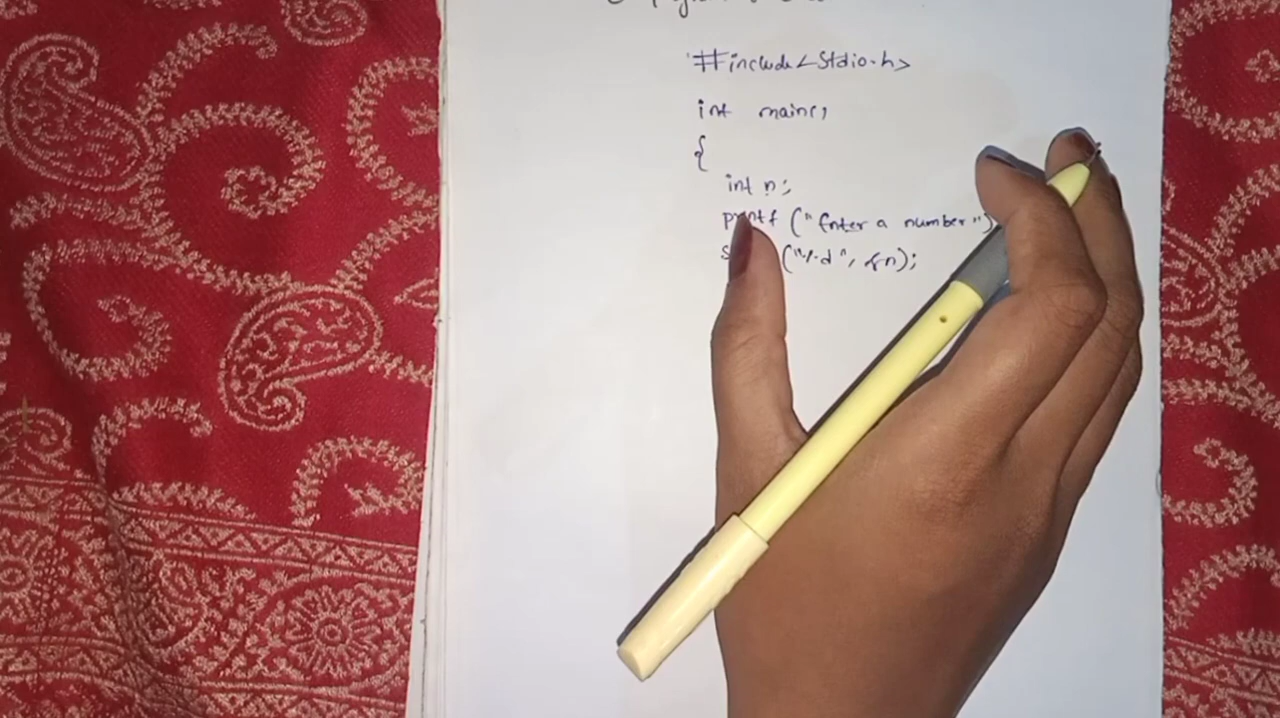 #include<Stdio.h>
int main()
{
int n;
printf ("Enter a number")
("%d", &n);